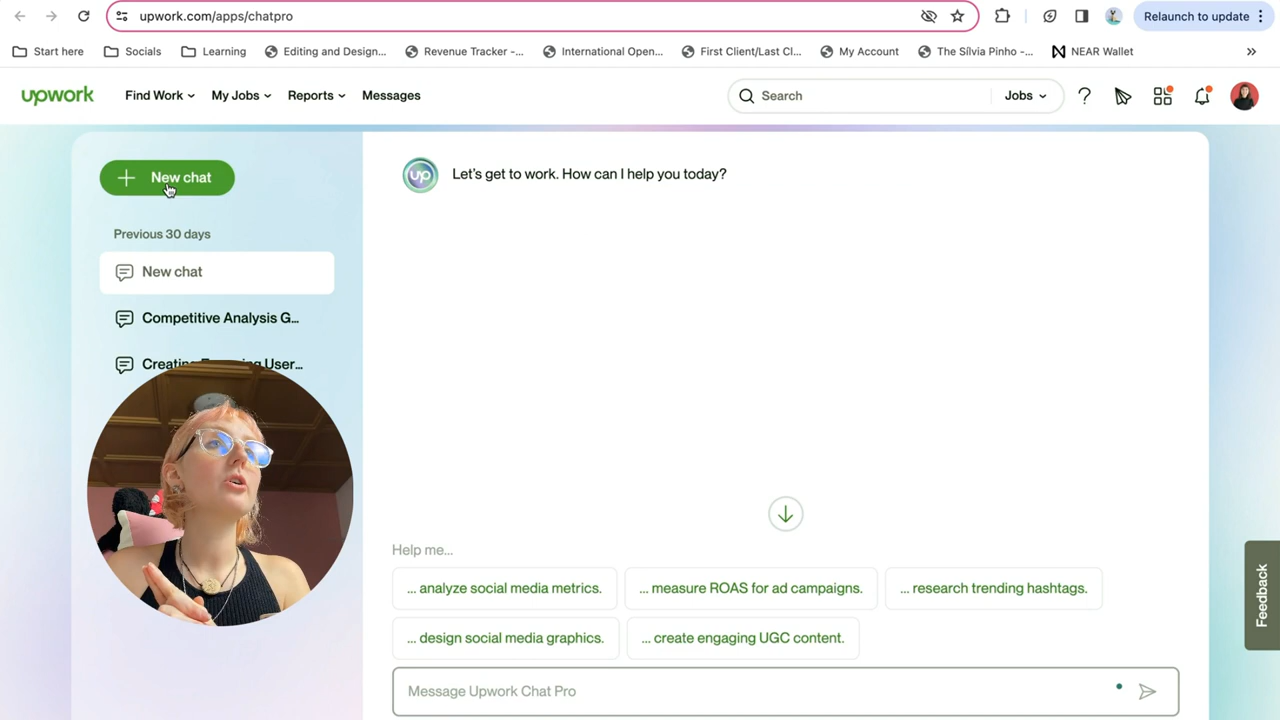 upwork.com/apps/chatpro
Relaunch to update
Start here
Socials
Learning
Editing and Design...
Revenue Tracker -...
International Open...
First Client/Last Cl...
My Account
The Sílvia Pinho -...
NEAR Wallet
upwork
Find Work
My Jobs
Reports
Messages
Search
Jobs
New chat
up
Let's get to work. How can I help you today?
Previous 30 days
New chat
Competitive Analysis G...
User...
Help me...
... analyze social media metrics.
... measure ROAS for ad campaigns.
... research trending hashtags.
... design social media graphics.
... create engaging UGC content.
Message Upwork Chat Pro
Feedback